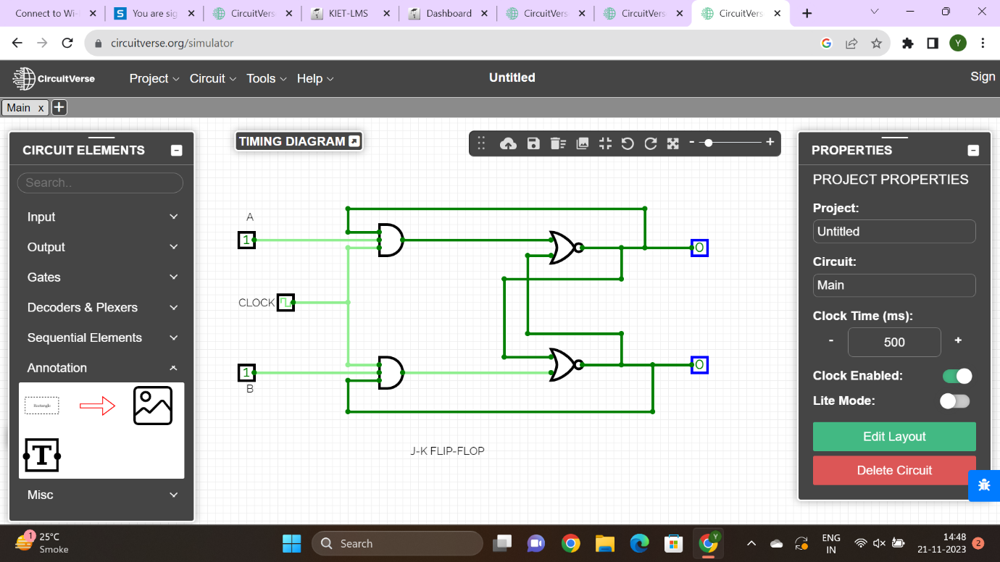 Connect to Wi-
You are sig
CircuitVers
KIET-LMS
Dashboard
CircuitVers
CircuitVers
CircuitVers
circuitverse.org/simulator
Y
CircuitVerse
Project
Circuit
Tools
Help
Untitled
Sign
Main x
CIRCUIT ELEMENTS
Search..
Input
Output
Gates
Decoders & Plexers
Sequential Elements
Annotation
Rectangle
T
Misc
TIMING DIAGRAM
A
1
CLOCK
1
B
0
0
J-K FLIP-FLOP
PROPERTIES
PROJECT PROPERTIES
Project:
Untitled
Circuit:
Main
Clock Time (ms):
- 500 +
Clock Enabled:
Lite Mode:
Edit Layout
Delete Circuit
1
25°C
Smoke
Search
Y
ENG
IN
14:48
21-11-2023
2